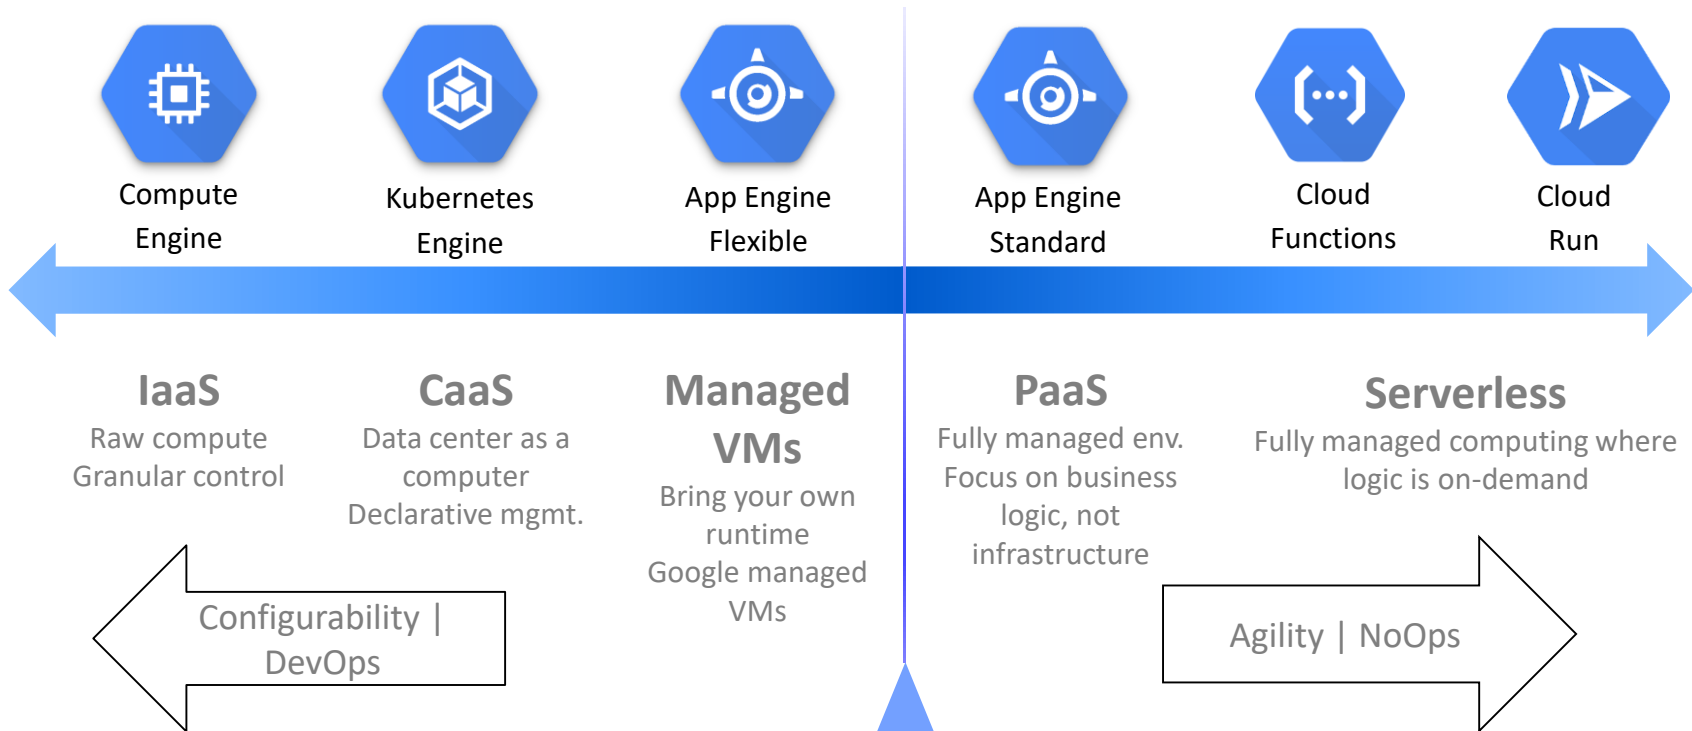 Compute
Engine
Kubernetes
Engine
App Engine
Flexible
App Engine
Standard
Cloud
Functions
Cloud
Run
IaaS
Raw compute
Granular control
CaaS
Data center as a
computer
Declarative mgmt.
Managed
VMs
Bring your own
runtime
Google managed
VMs
PaaS
Fully managed env.
Focus on business
logic, not
infrastructure
Serverless
Fully managed computing where
logic is on-demand
Configurability |
DevOps
Agility | NoOps